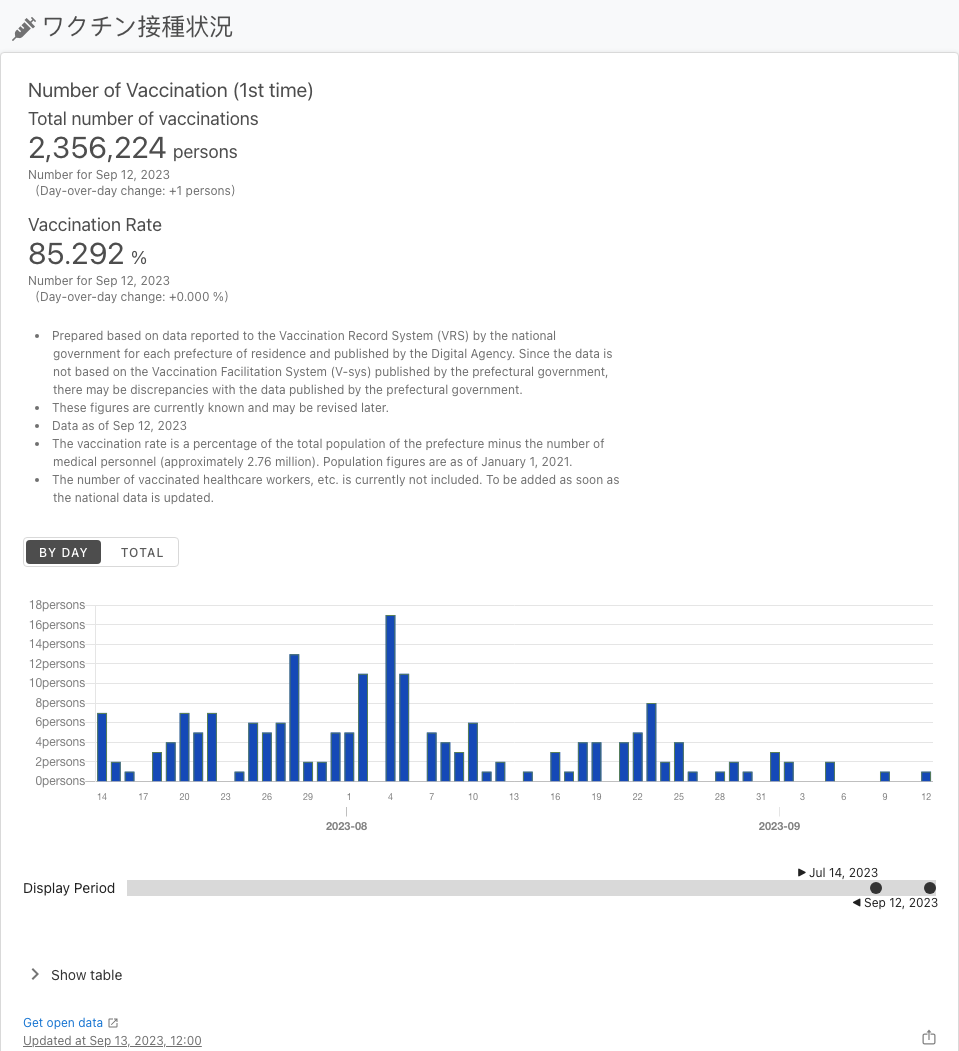 ワクチン接種状況
Number of Vaccination (1st time)
Total number of vaccinations
2,356,224 persons
Number for Sep 12, 2023
(Day-over-day change: +1 persons)
Vaccination Rate
85.292 %
Number for Sep 12, 2023
(Day-over-day change: +0.000 %)
• Prepared based on data reported to the Vaccination Record System (VRS) by the national
government for each prefecture of residence and published by the Digital Agency. Since the data is
not based on the Vaccination Facilitation System (V-sys) published by the prefectural government,
there may be discrepancies with the data published by the prefectural government.
• These figures are currently known and may be revised later.
• Data as of Sep 12, 2023
• The vaccination rate is a percentage of the total population of the prefecture minus the number of
medical personnel (approximately 2.76 million). Population figures are as of January 1, 2021.
• The number of vaccinated healthcare workers, etc. is currently not included. To be added as soon as
the national data is updated.
BY DAY TOTAL
18persons
16persons
14persons
12persons
10persons
8persons
6persons
4persons
2persons
0persons
14 17 20 23 26 29 1 4 7 10 13 16 19 22 25 28 31 3 6 9 12
2023-08 2023-09
▶ Jul 14, 2023
Display Period
◀ Sep 12, 2023
Show table
Get open data
Updated at Sep 13, 2023, 12:00